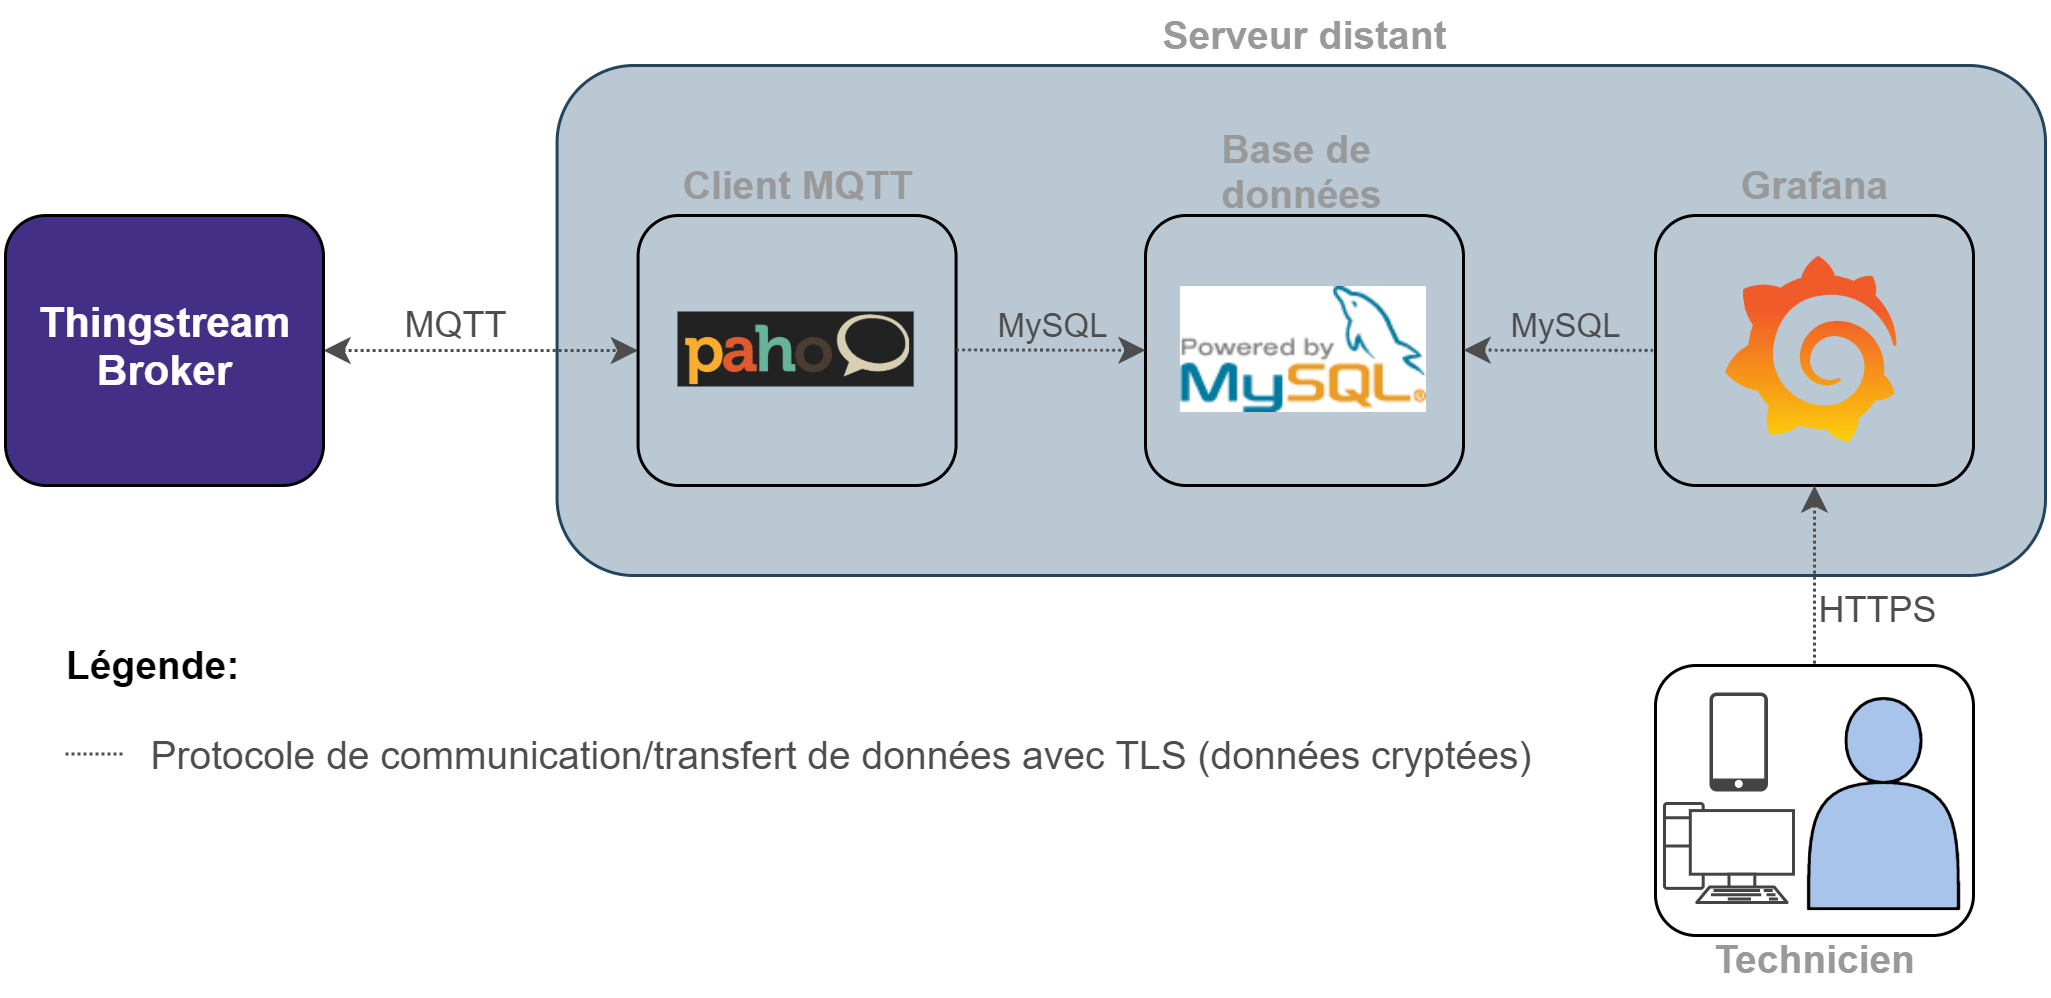 Serveur distant
Client MQTT
Base de
données
Grafana
Thingstream
Broker
MQTT
paho
MySQL
Powered by
MySQL®
MySQL
HTTPS
Légende:
Protocole de communication/transfert de données avec TLS (données cryptées)
Technicien